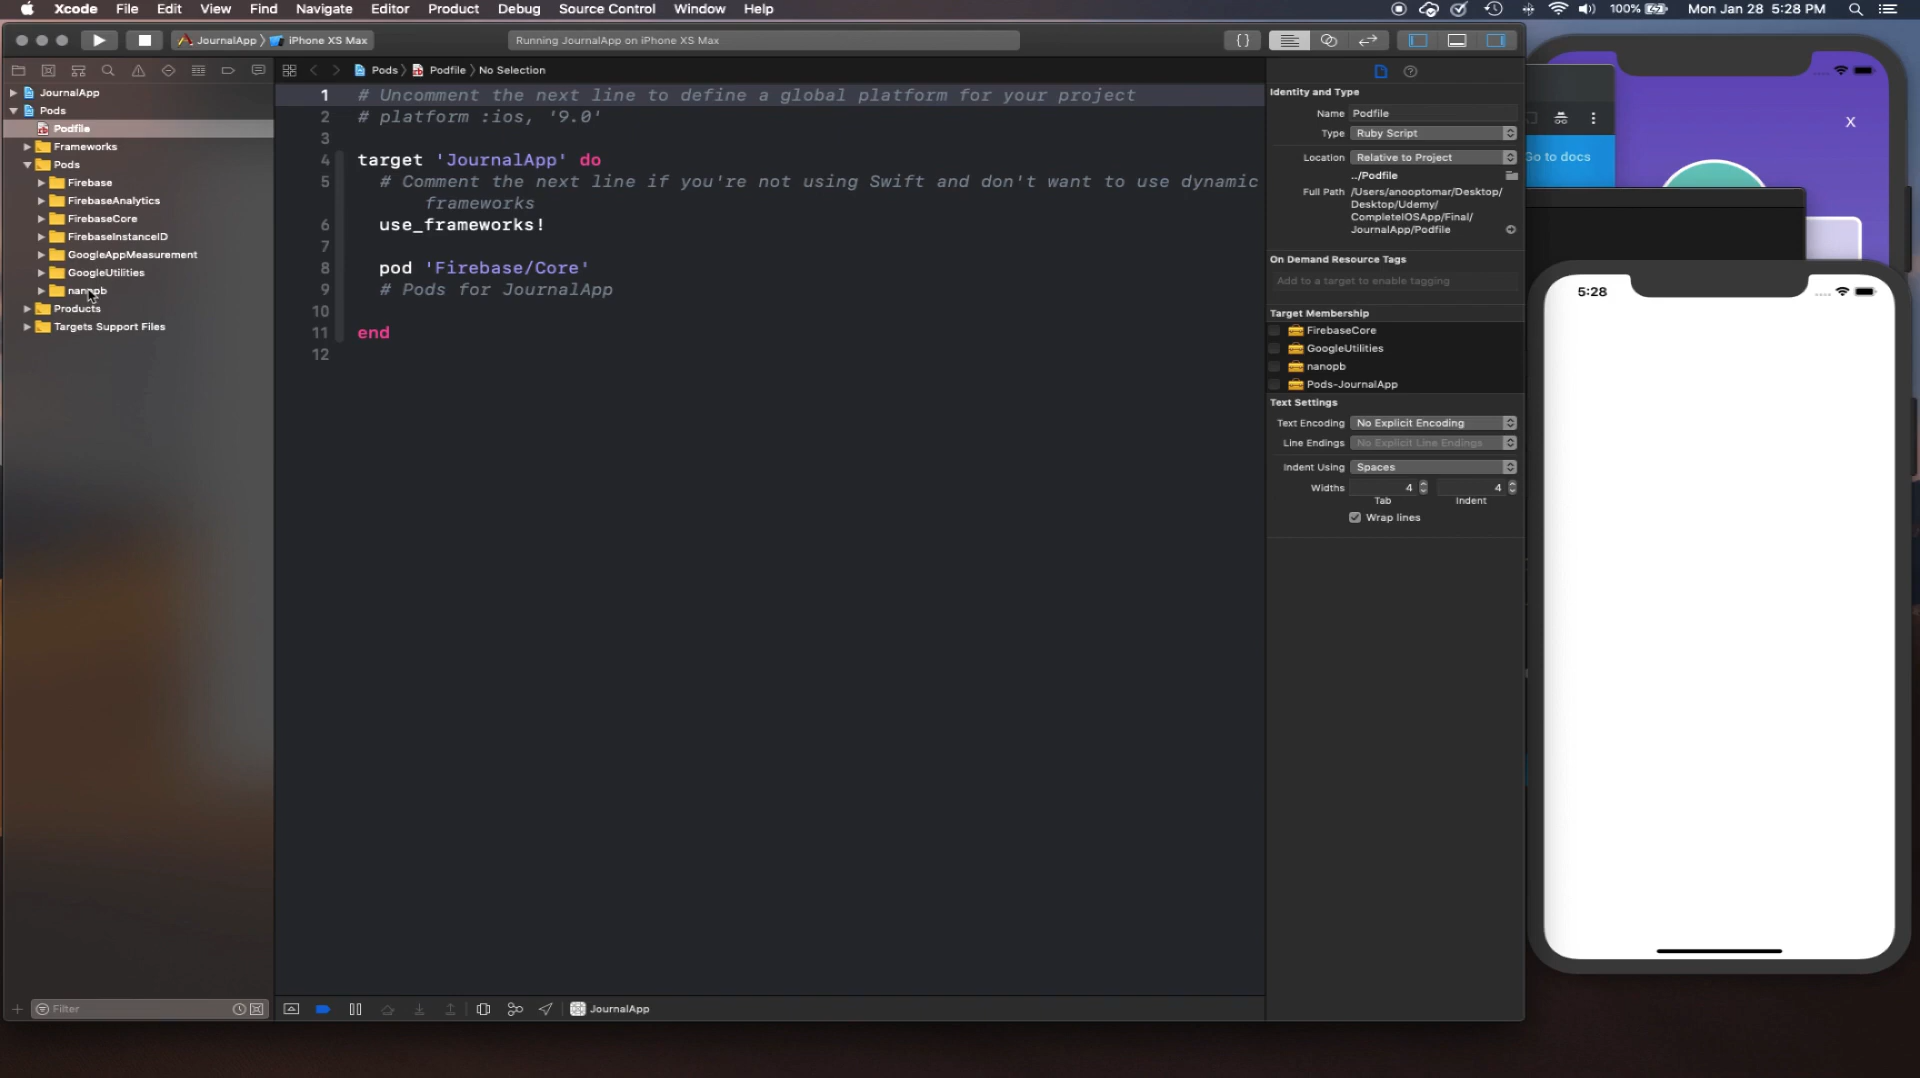 Xcode File Edit View Find Navigate Editor Product Debug Source Control Window Help
100% Mon Jan 28 5:28 PM
JournalApp iPhone XS Max
Running JournalApp on iPhone XS Max
{}
JournalApp
Pods
Podfile
Frameworks
Pods
Firebase
FirebaseAnalytics
FirebaseCore
FirebaseInstanceID
GoogleAppMeasurement
GoogleUtilities
nanopb
Products
Targets Support Files
Filter
Pods Podfile No Selection
1 # Uncomment the next line to define a global platform for your project
2 # platform :ios, '9.0'
3
4 target 'JournalApp' do
5 # Comment the next line if you're not using Swift and don't want to use dynamic
frameworks
6 use_frameworks!
7
8 pod 'Firebase/Core'
9 # Pods for JournalApp
10
11 end
12
JournalApp
Identity and Type
Name Podfile
Type Ruby Script
Location Relative to Project
../Podfile
Full Path /Users/anooptomar/Desktop/
Desktop/Udemy/
CompleteIOSApp/Final/
JournalApp/Podfile
On Demand Resource Tags
Add to a target to enable tagging
Target Membership
FirebaseCore
GoogleUtilities
nanopb
Pods-JournalApp
Text Settings
Text Encoding No Explicit Encoding
Line Endings No Explicit Line Endings
Indent Using Spaces
Widths 4 4
Tab Indent
Wrap lines
Go to docs
X
5:28